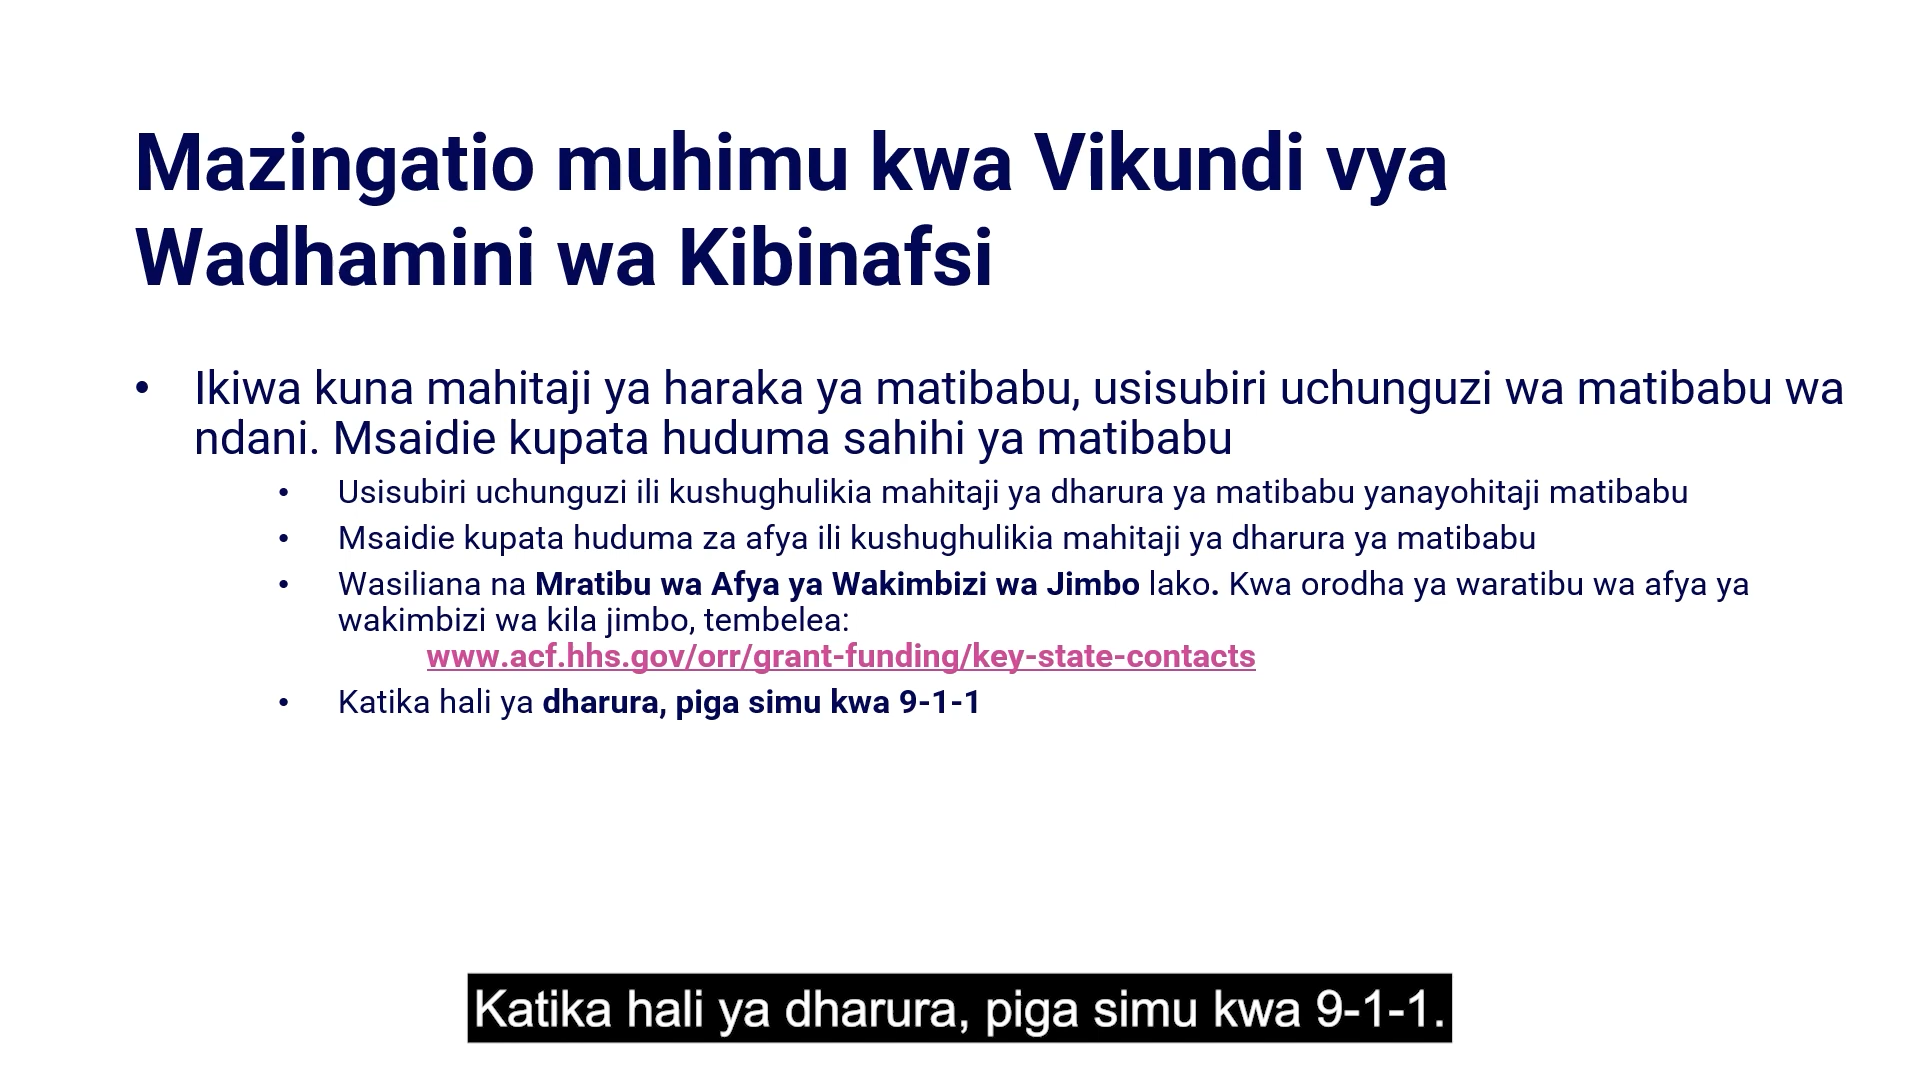 Mazingatio muhimu kwa Vikundi vya
Wadhamini wa Kibinafsi
• Ikiwa kuna mahitaji ya haraka ya matibabu, usisubiri uchunguzi wa matibabu wa
ndani. Msaidie kupata huduma sahihi ya matibabu
• Usisubiri uchunguzi ili kushughulikia mahitaji ya dharura ya matibabu yanayohitaji matibabu
• Msaidie kupata huduma za afya ili kushughulikia mahitaji ya dharura ya matibabu
• Wasiliana na Mratibu wa Afya ya Wakimbizi wa Jimbo lako. Kwa orodha ya waratibu wa afya ya
wakimbizi wa kila jimbo, tembelea:
www.acf.hhs.gov/orr/grant-funding/key-state-contacts
• Katika hali ya dharura, piga simu kwa 9-1-1
Katika hali ya dharura, piga simu kwa 9-1-1.